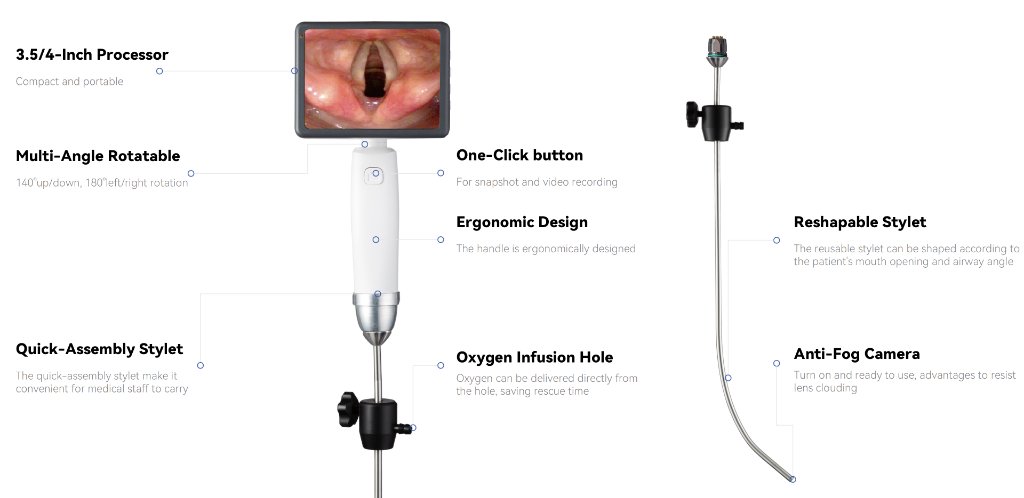 3.5/4-Inch Processor
Compact and portable
Multi-Angle Rotatable
140°up/down, 180°left/right rotation
Quick-Assembly Stylet
The quick-assembly stylet make it
convenient for medical staff to carry
One-Click button
For snapshot and video recording
Ergonomic Design
The handle is ergonomically designed
Oxygen Infusion Hole
Oxygen can be delivered directly from
the hole, saving rescue time
Reshapable Stylet
The reusable stylet can be shaped according to
the patient's mouth opening and airway angle
Anti-Fog Camera
Turn on and ready to use, advantages to resist
lens clouding